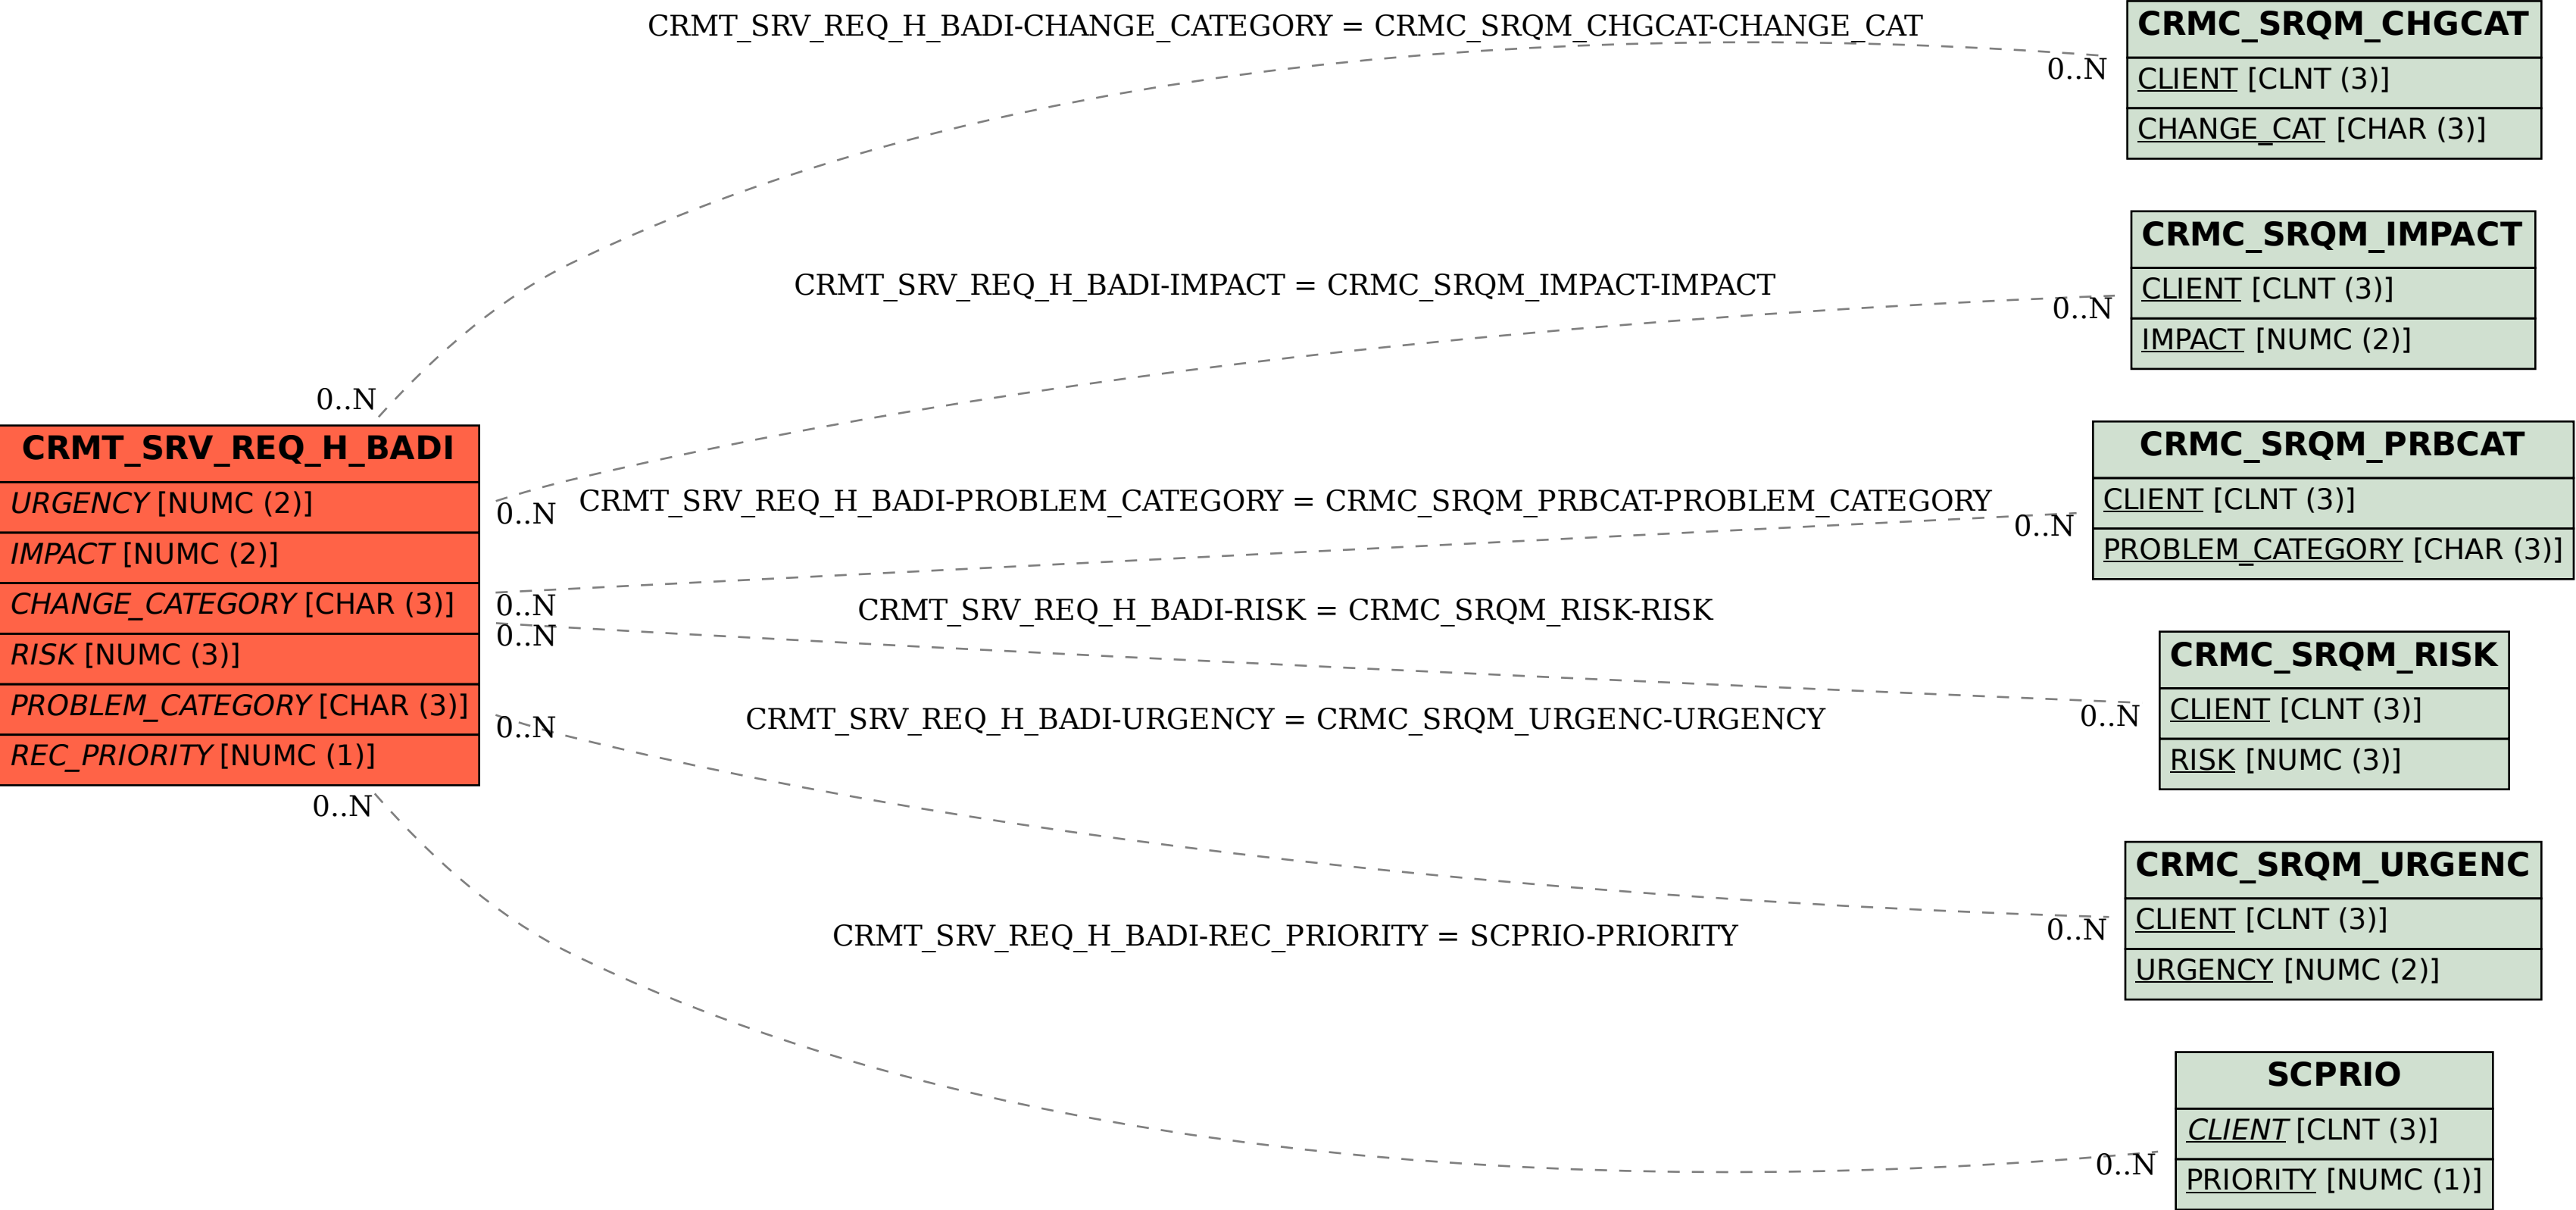 CRMT_SRV_REQ_H_BADI-CHANGE_CATEGORY = CRMC_SRQM_CHGCAT-CHANGE_CAT
0..N
0..N
CRMC_SRQM_CHGCAT
CLIENT [CLNT (3)]
CHANGE_CAT [CHAR (3)]
CRMT_SRV_REQ_H_BADI-IMPACT = CRMC_SRQM_IMPACT-IMPACT
0..N
0..N
CRMC_SRQM_IMPACT
CLIENT [CLNT (3)]
IMPACT [NUMC (2)]
CRMT_SRV_REQ_H_BADI
URGENCY [NUMC (2)]
IMPACT [NUMC (2)]
CHANGE_CATEGORY [CHAR (3)]
RISK [NUMC (3)]
PROBLEM_CATEGORY [CHAR (3)]
REC_PRIORITY [NUMC (1)]
CRMT_SRV_REQ_H_BADI-PROBLEM_CATEGORY = CRMC_SRQM_PRBCAT-PROBLEM_CATEGORY
0..N
0..N
CRMC_SRQM_PRBCAT
CLIENT [CLNT (3)]
PROBLEM_CATEGORY [CHAR (3)]
CRMT_SRV_REQ_H_BADI-RISK = CRMC_SRQM_RISK-RISK
0..N
0..N
CRMC_SRQM_RISK
CLIENT [CLNT (3)]
RISK [NUMC (3)]
CRMT_SRV_REQ_H_BADI-URGENCY = CRMC_SRQM_URGENC-URGENCY
0..N
0..N
CRMC_SRQM_URGENC
CLIENT [CLNT (3)]
URGENCY [NUMC (2)]
CRMT_SRV_REQ_H_BADI-REC_PRIORITY = SCPRIO-PRIORITY
0..N
0..N
SCPRIO
CLIENT [CLNT (3)]
PRIORITY [NUMC (1)]